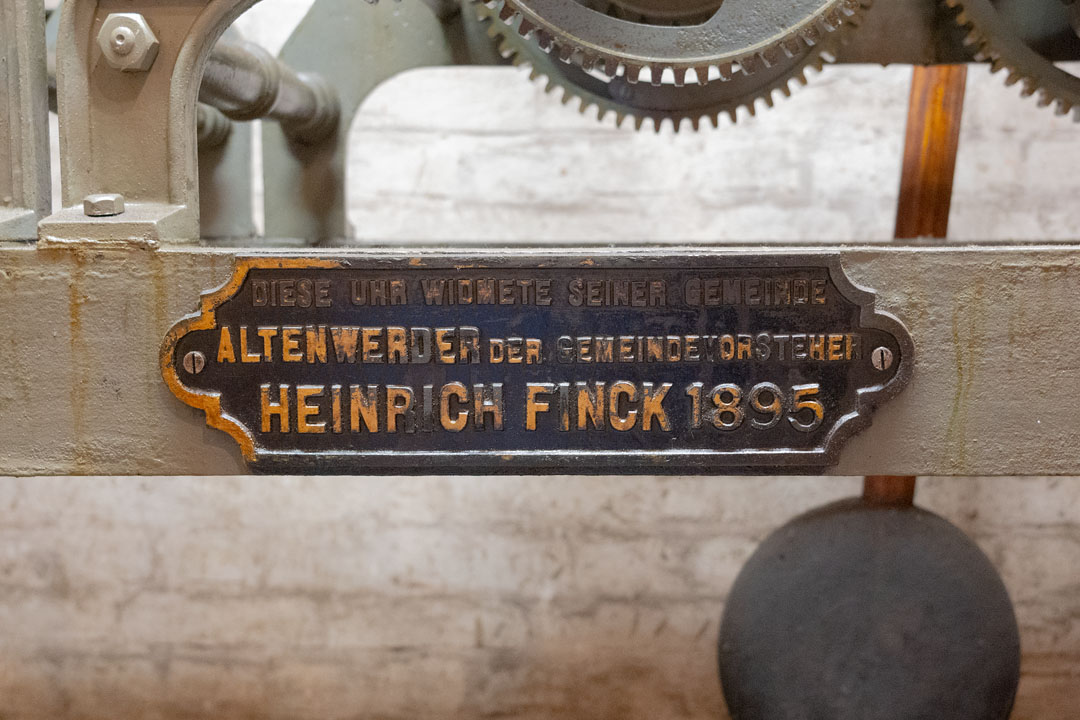 DIESE UHR WIDMETE SEINER GEMEINDE
ALTENWERDER DER GEMEINDEVORSTEHER
HEINRICH FINCK 1895